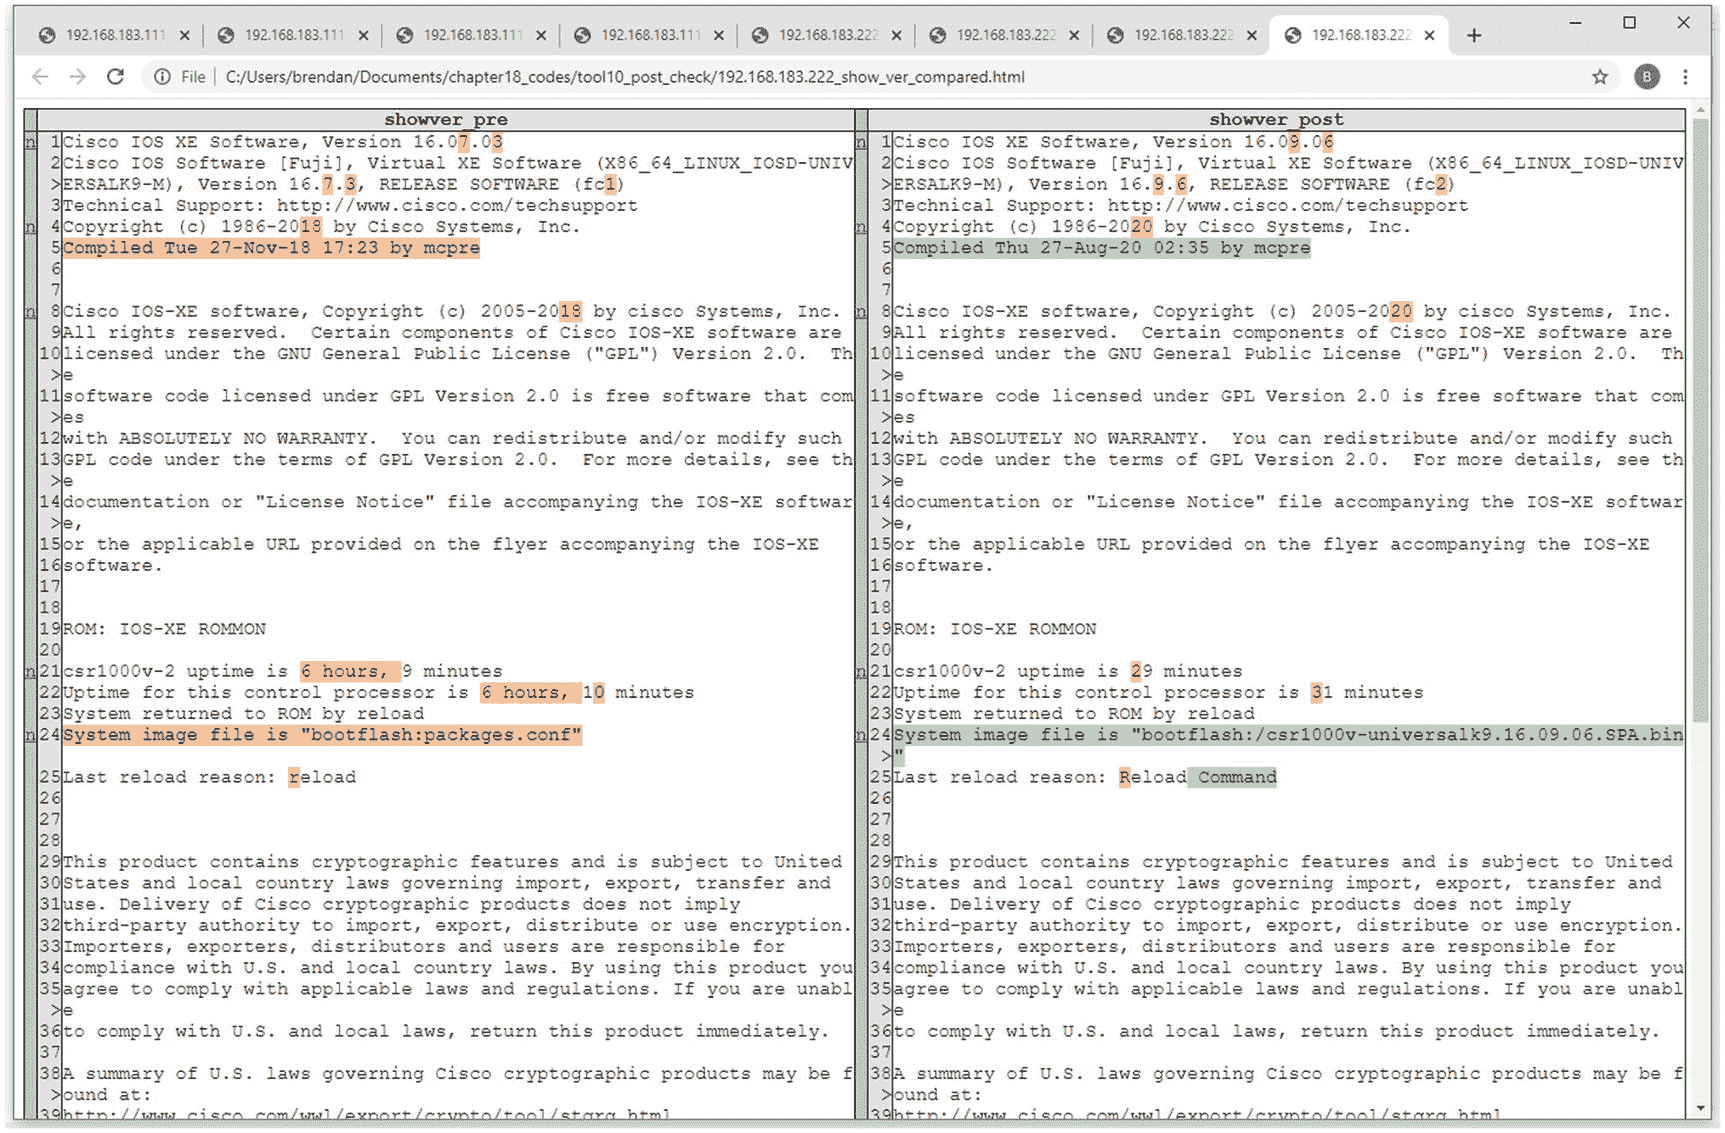 192.168.183.111
192.168.183.111
192.168.183.111
192.168.183.111
192.168.183.222
192.168.183.222
192.168.183.222
192.168.183.222
File
C:/Users/brendan/Documents/chapter18_codes/tool10_post_check/192.168.183.222_show_ver_compared.html
B
showver_pre
n 1 Cisco IOS XE Software, Version 16.07.03
2 Cisco IOS Software [Fuji], Virtual XE Software (X86_64_LINUX_IOSD-UNIV
> ERSALK9-M), Version 16.7.3, RELEASE SOFTWARE (fc1)
3 Technical Support: http://www.cisco.com/techsupport
n 4 Copyright (c) 1986-2018 by Cisco Systems, Inc.
5 Compiled Tue 27-Nov-18 17:23 by mcpre
6
7
n 8 Cisco IOS-XE software, Copyright (c) 2005-2018 by cisco Systems, Inc.
9 All rights reserved.  Certain components of Cisco IOS-XE software are
10 licensed under the GNU General Public License ("GPL") Version 2.0.  Th
> e
11 software code licensed under GPL Version 2.0 is free software that com
> es
12 with ABSOLUTELY NO WARRANTY.  You can redistribute and/or modify such
13 GPL code under the terms of GPL Version 2.0.  For more details, see th
> e
14 documentation or "License Notice" file accompanying the IOS-XE softwar
> e,
15 or the applicable URL provided on the flyer accompanying the IOS-XE
16 software.
17
18
19 ROM: IOS-XE ROMMON
20
n 21 csr1000v-2 uptime is 6 hours, 9 minutes
22 Uptime for this control processor is 6 hours, 10 minutes
23 System returned to ROM by reload
n 24 System image file is "bootflash:packages.conf"
25 Last reload reason: reload
26
27
28
29 This product contains cryptographic features and is subject to United
30 States and local country laws governing import, export, transfer and
31 use. Delivery of Cisco cryptographic products does not imply
32 third-party authority to import, export, distribute or use encryption.
33 Importers, exporters, distributors and users are responsible for
34 compliance with U.S. and local country laws. By using this product you
35 agree to comply with applicable laws and regulations. If you are unabl
> e
36 to comply with U.S. and local laws, return this product immediately.
37
38 A summary of U.S. laws governing Cisco cryptographic products may be f
> ound at:
39 http://www.cisco.com/wwl/export/crypto/tool/stqrg.html
showver_post
n 1 Cisco IOS XE Software, Version 16.09.06
2 Cisco IOS Software [Fuji], Virtual XE Software (X86_64_LINUX_IOSD-UNIV
> ERSALK9-M), Version 16.9.6, RELEASE SOFTWARE (fc2)
3 Technical Support: http://www.cisco.com/techsupport
n 4 Copyright (c) 1986-2020 by Cisco Systems, Inc.
5 Compiled Thu 27-Aug-20 02:35 by mcpre
6
7
n 8 Cisco IOS-XE software, Copyright (c) 2005-2020 by cisco Systems, Inc.
9 All rights reserved.  Certain components of Cisco IOS-XE software are
10 licensed under the GNU General Public License ("GPL") Version 2.0.  Th
> e
11 software code licensed under GPL Version 2.0 is free software that com
> es
12 with ABSOLUTELY NO WARRANTY.  You can redistribute and/or modify such
13 GPL code under the terms of GPL Version 2.0.  For more details, see th
> e
14 documentation or "License Notice" file accompanying the IOS-XE softwar
> e,
15 or the applicable URL provided on the flyer accompanying the IOS-XE
16 software.
17
18
19 ROM: IOS-XE ROMMON
20
n 21 csr1000v-2 uptime is 29 minutes
22 Uptime for this control processor is 31 minutes
23 System returned to ROM by reload
n 24 System image file is "bootflash:/csr1000v-universalk9.16.09.06.SPA.bin
> "
25 Last reload reason: Reload Command
26
27
28
29 This product contains cryptographic features and is subject to United
30 States and local country laws governing import, export, transfer and
31 use. Delivery of Cisco cryptographic products does not imply
32 third-party authority to import, export, distribute or use encryption.
33 Importers, exporters, distributors and users are responsible for
34 compliance with U.S. and local country laws. By using this product you
35 agree to comply with applicable laws and regulations. If you are unabl
> e
36 to comply with U.S. and local laws, return this product immediately.
37
38 A summary of U.S. laws governing Cisco cryptographic products may be f
> ound at:
39 http://www.cisco.com/wwl/export/crypto/tool/stqrg.html